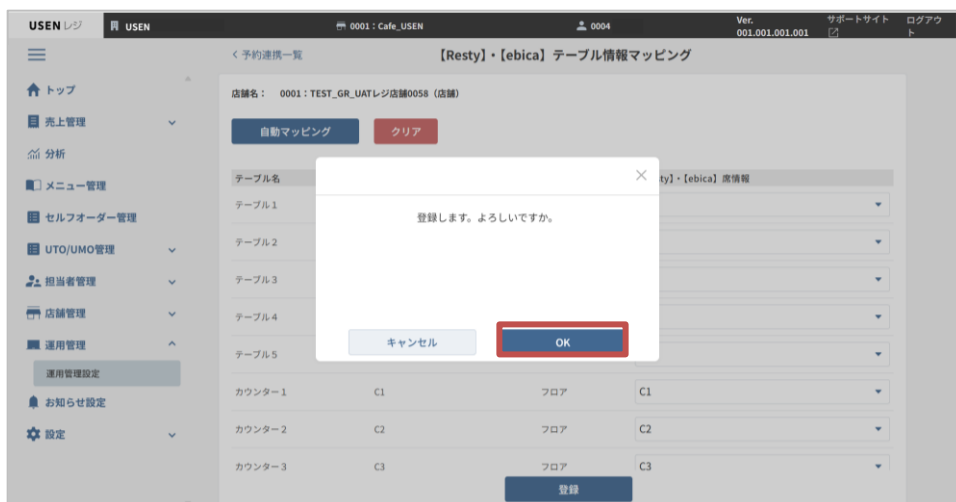 USEN レジ
USEN
0001：Cafe_USEN
0004
Ver.
001.001.001.001
サポートサイト
ログアウ
ト
< 予約連携一覧
【Resty】・【ebica】テーブル情報マッピング
トップ
売上管理
分析
メニュー管理
セルフオーダー管理
UTO/UMO管理
担当者管理
店舗管理
運用管理
運用管理設定
お知らせ設定
設定
店舗名： 0001：TEST_GR_UATレジ店舗0058（店舗）
自動マッピング
クリア
テーブル名
ty】・【ebica】席情報
テーブル1
テーブル2
テーブル3
テーブル4
テーブル5
カウンター1 C1 フロア C1
カウンター2 C2 フロア C2
カウンター3 C3 フロア C3
登録します。よろしいですか。
キャンセル
OK
登録